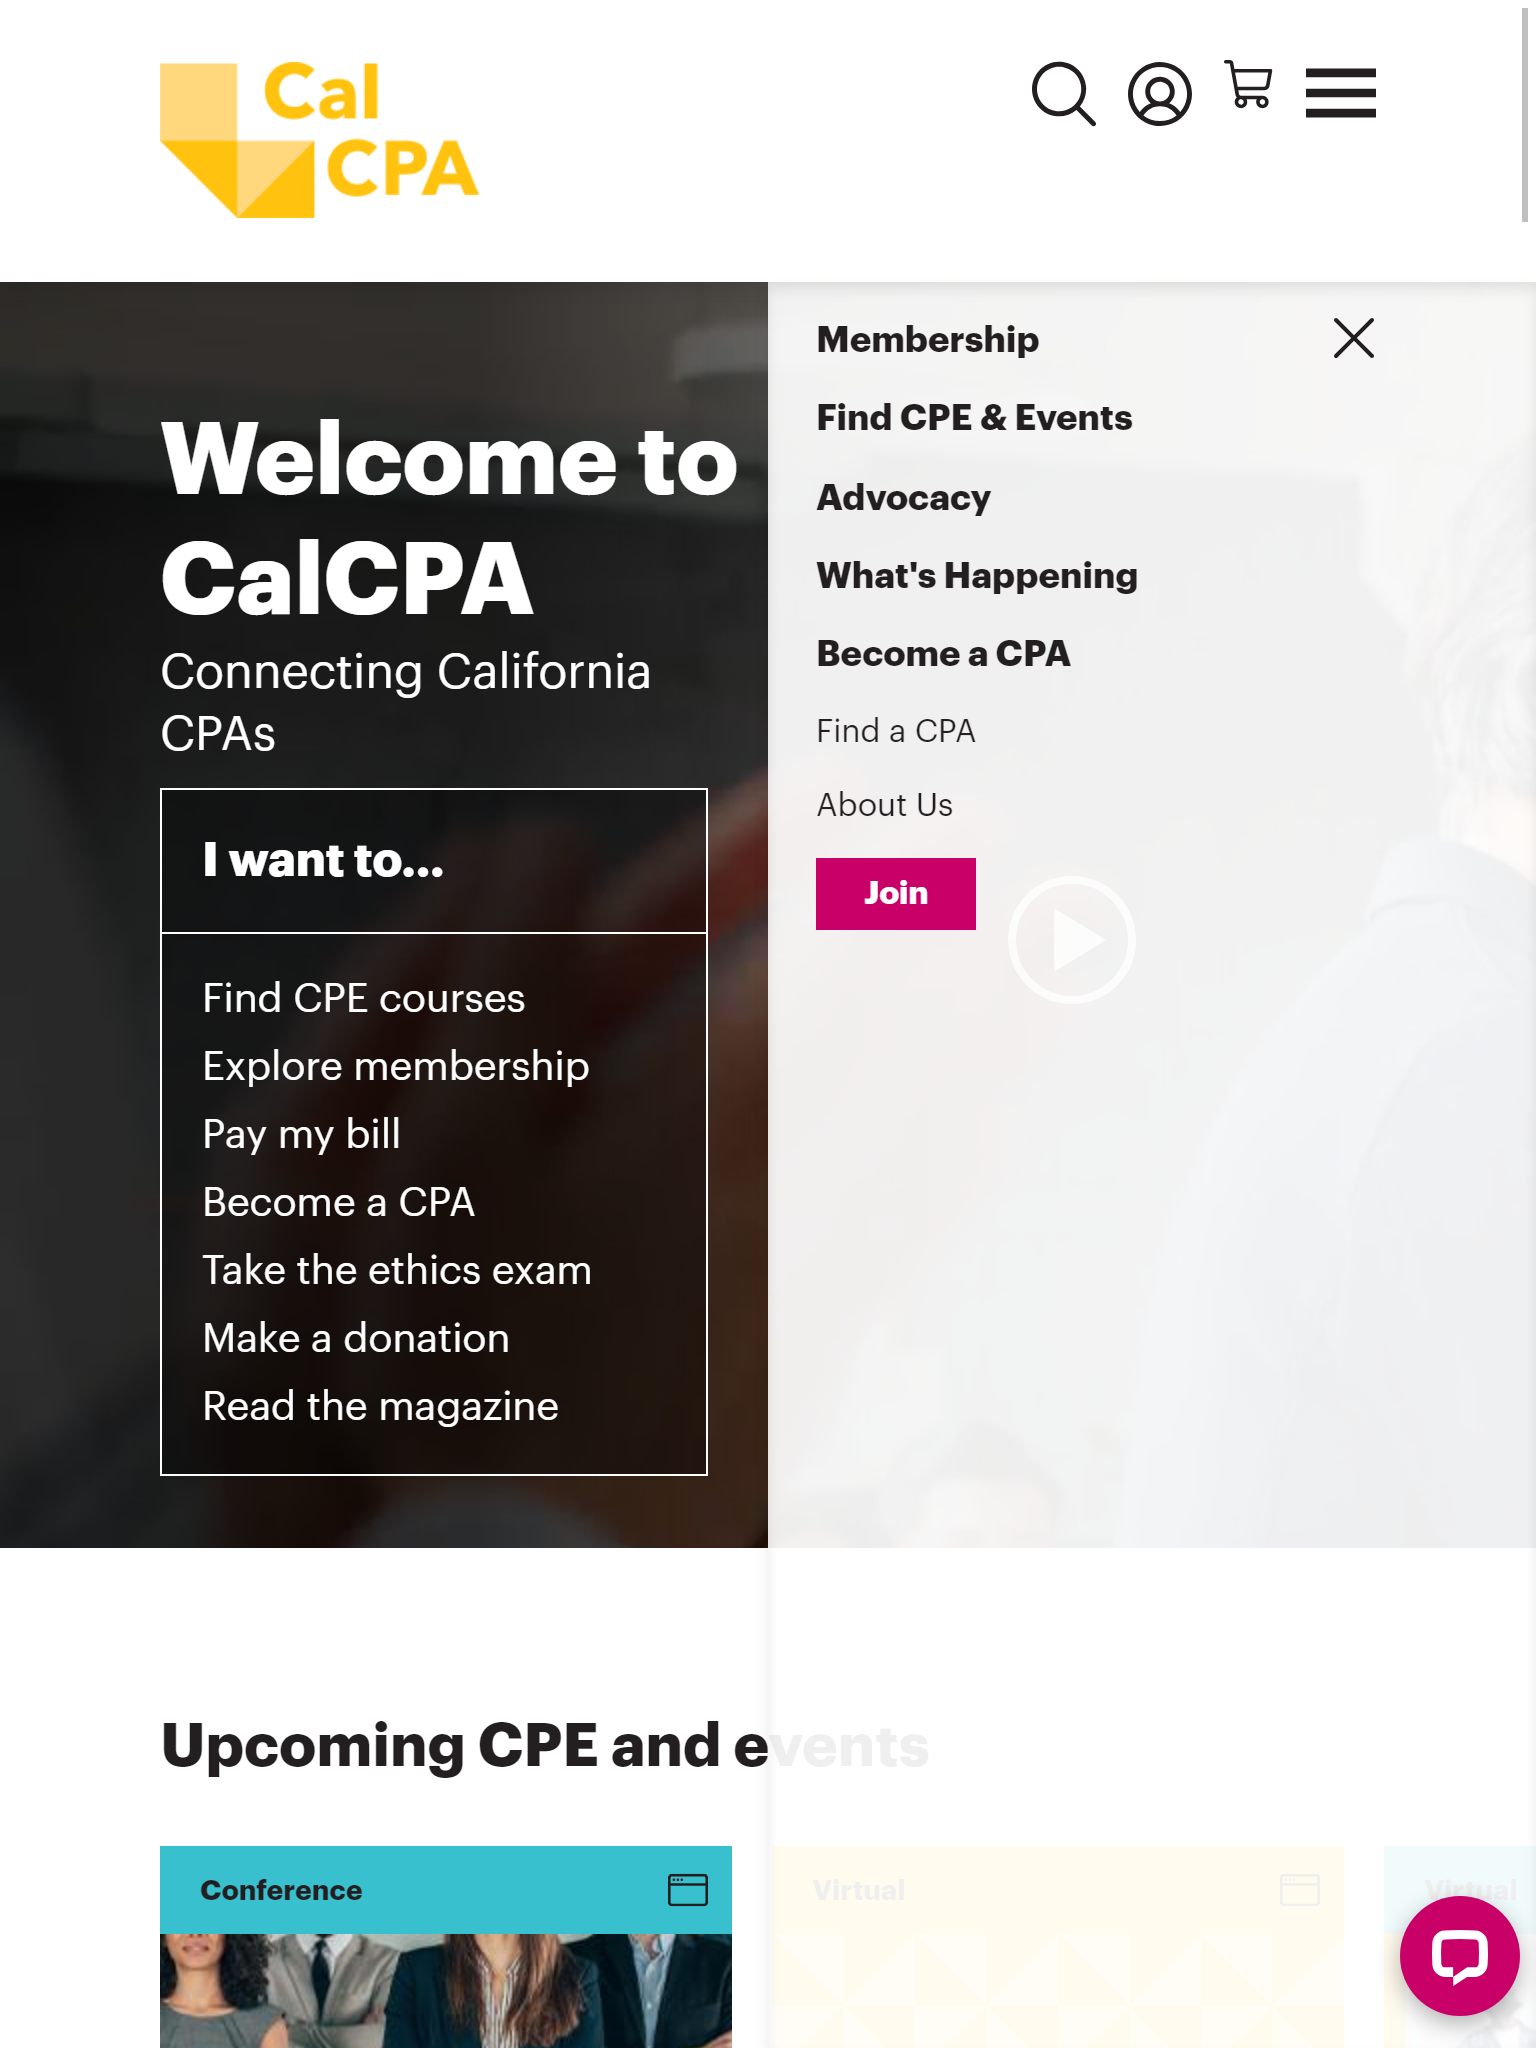 Cal
CPA
Membership
Find CPE & Events
Advocacy
What's Happening
Become a CPA
Find a CPA
About Us
Join
Welcome to
CalCPA
Connecting California
CPAs
I want to...
Find CPE courses
Explore membership
Pay my bill
Become a CPA
Take the ethics exam
Make a donation
Read the magazine
Upcoming CPE and events
Conference
Virtual
Virtual